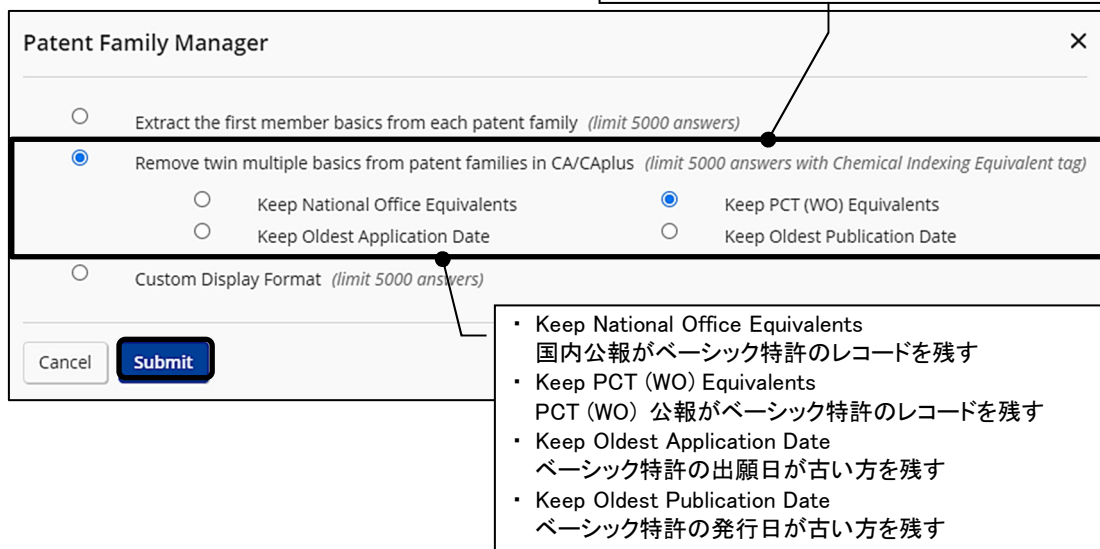 Patent Family Manager ×
Extract the first member basics from each patent family (limit 5000 answers)
Remove twin multiple basics from patent families in CA/CAplus (limit 5000 answers with Chemical Indexing Equivalent tag)
Keep National Office Equivalents Keep PCT (WO) Equivalents
Keep Oldest Application Date Keep Oldest Publication Date
Custom Display Format (limit 5000 answers)
Cancel Submit
・ Keep National Office Equivalents
国内公報がベーシック特許のレコードを残す
・ Keep PCT (WO) Equivalents
PCT (WO) 公報がベーシック特許のレコードを残す
・ Keep Oldest Application Date
ベーシック特許の出願日が古い方を残す
・ Keep Oldest Publication Date
ベーシック特許の発行日が古い方を残す